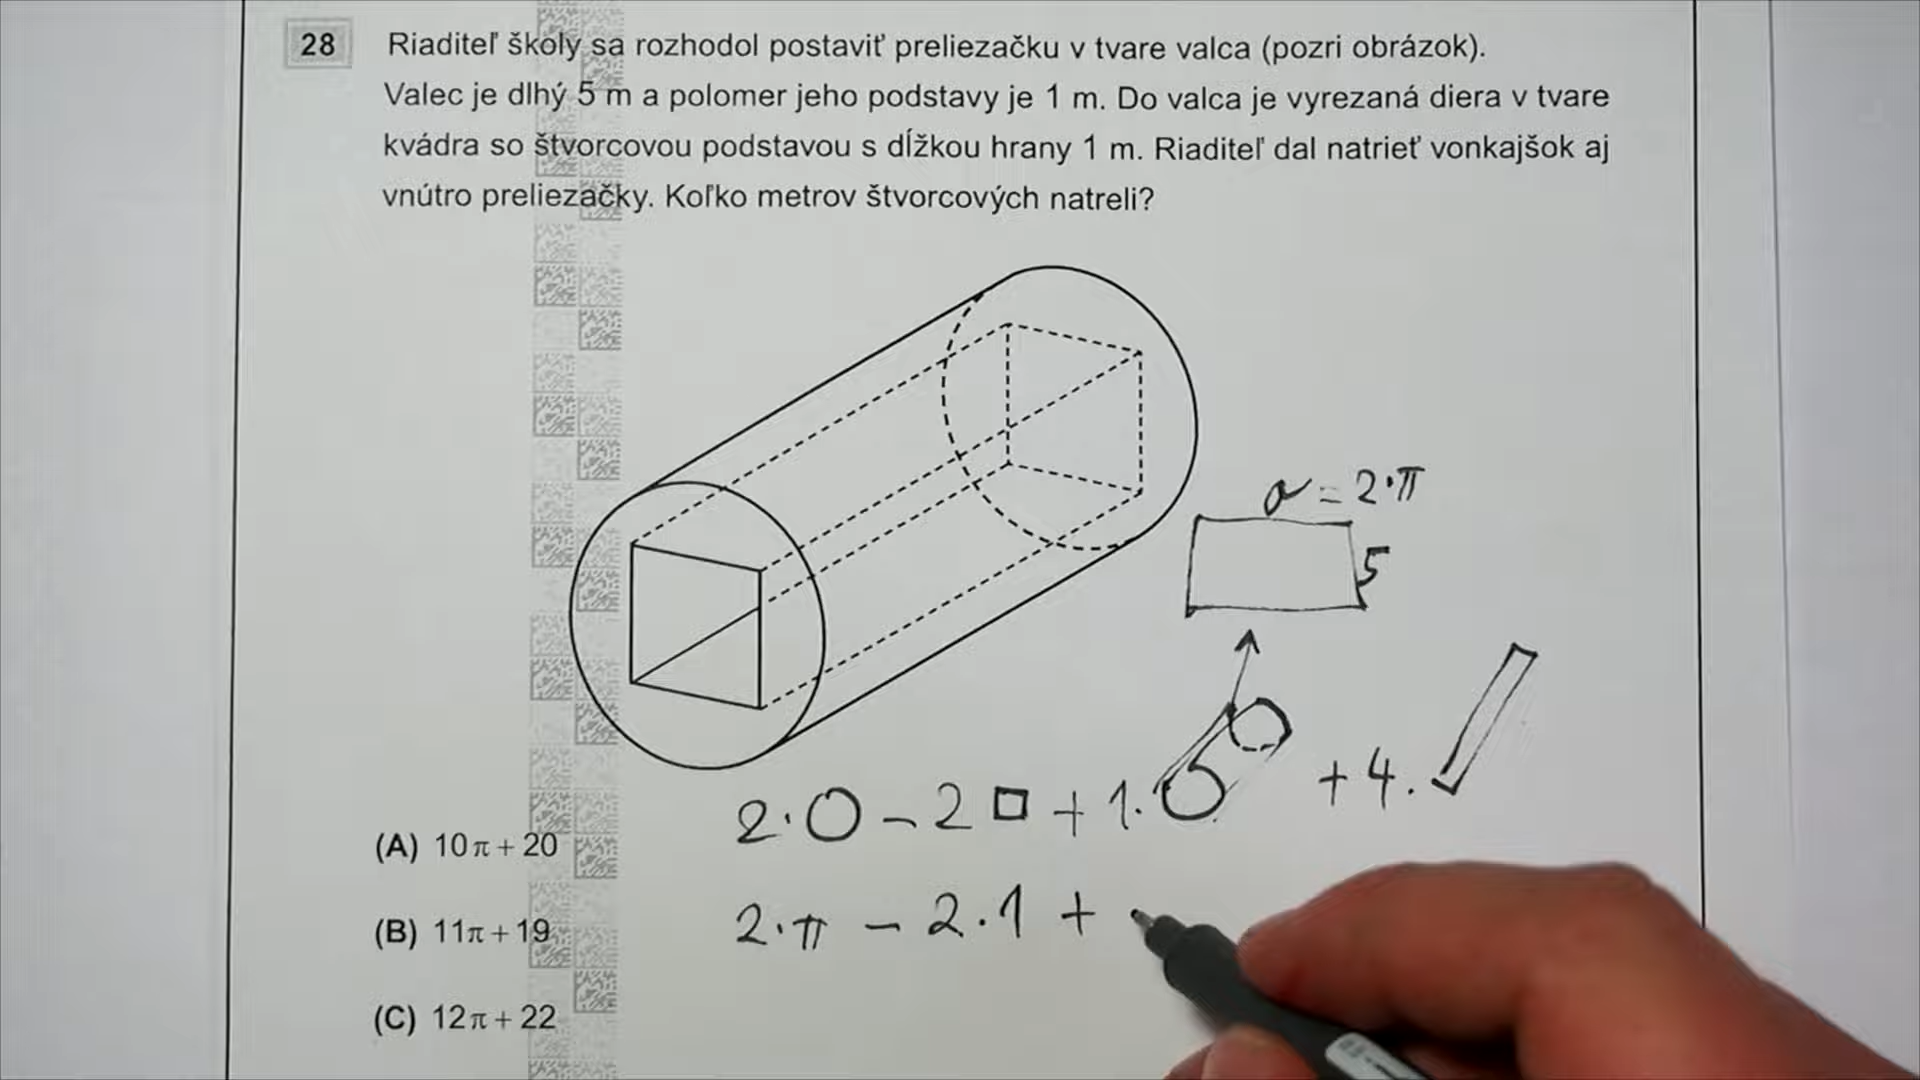 28 Riaditeľ školy sa rozhodol postaviť preliezačku v tvare valca (pozri obrázok).
Valec je dlhý 5 m a polomer jeho podstavy je 1 m. Do valca je vyrezaná diera v tvare
kvádra so štvorcovou podstavou s dĺžkou hrany 1 m. Riaditeľ dal natrieť vonkajšok aj
vnútro preliezačky. Koľko metrov štvorcových natreli?
= 2·π
5
2·O – 2□ + 1. + 4.
(A) 10π + 20
2·π – 2·1 +
(B) 11π + 19
(C) 12π + 22